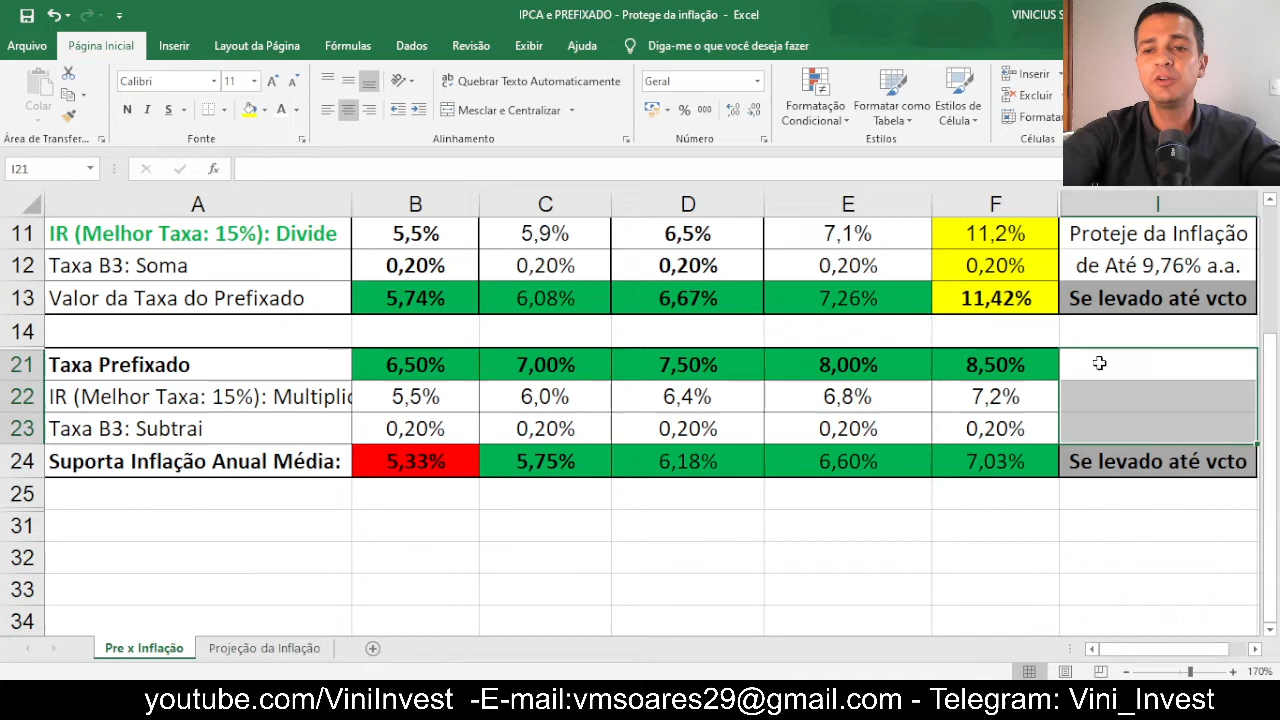 IPCA e PREFIXADO - Protege da inflação - Excel
VINICIUS S
Arquivo Página Inicial Inserir Layout da Página Fórmulas Dados Revisão Exibir Ajuda Diga-me o que você deseja fazer
Colar
Calibri 11
N I S
Quebrar Texto Automaticamente
Mesclar e Centralizar
Geral
% 000
Formatação Condicional
Formatar como Tabela
Estilos de Célula
Inserir
Excluir
Formatar
Área de Transfer...
Fonte
Alinhamento
Número
Estilos
Células
I21
fx
A B C D E F I
11 IR (Melhor Taxa: 15%): Divide 5,5% 5,9% 6,5% 7,1% 11,2% Proteje da Inflação
12 Taxa B3: Soma 0,20% 0,20% 0,20% 0,20% 0,20% de Até 9,76% a.a.
13 Valor da Taxa do Prefixado 5,74% 6,08% 6,67% 7,26% 11,42% Se levado até vcto
14
21 Taxa Prefixado 6,50% 7,00% 7,50% 8,00% 8,50%
22 IR (Melhor Taxa: 15%): Multiplic 5,5% 6,0% 6,4% 6,8% 7,2%
23 Taxa B3: Subtrai 0,20% 0,20% 0,20% 0,20% 0,20%
24 Suporta Inflação Anual Média: 5,33% 5,75% 6,18% 6,60% 7,03% Se levado até vcto
25
31
32
33
34
Pre x Inflação Projeção da Inflação
170%
youtube.com/ViniInvest -E-mail:vmsoares29@gmail.com - Telegram: Vini_Invest